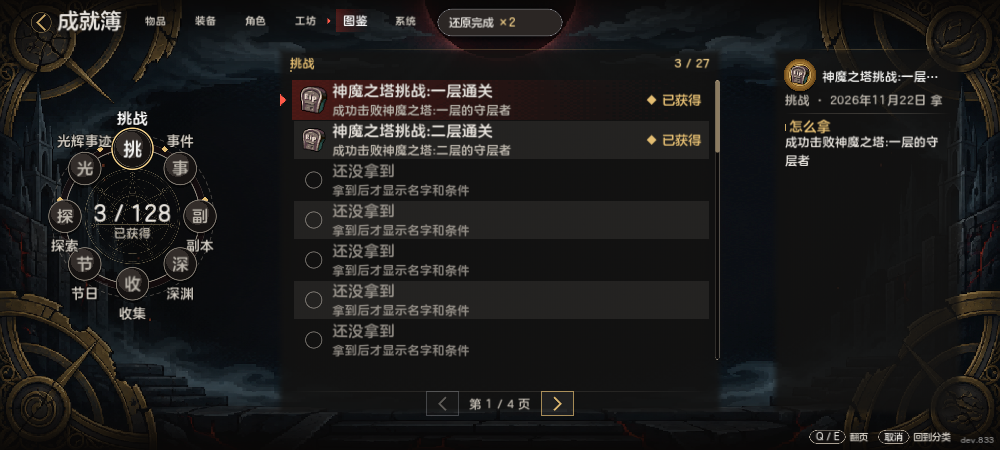 成就簿
物品
装备
角色
工坊
图鉴
系统
还原完成 ×2
挑战
3 / 27
神魔之塔挑战:一层通关
成功击败神魔之塔:一层的守层者
已获得
神魔之塔挑战:二层通关
成功击败神魔之塔:二层的守层者
已获得
还没拿到
拿到后才显示名字和条件
还没拿到
拿到后才显示名字和条件
还没拿到
拿到后才显示名字和条件
还没拿到
拿到后才显示名字和条件
还没拿到
拿到后才显示名字和条件
第 1 / 4 页
挑战
挑
光辉事迹
光
事件
事
探
探索
副
副本
节
节日
深
深渊
收
收集
3 / 128
已获得
神魔之塔挑战:一层…
挑战 · 2026年11月22日 拿
怎么拿
成功击败神魔之塔:一层的守
层者
Q / E 翻页
取消 回到分类
dev.833